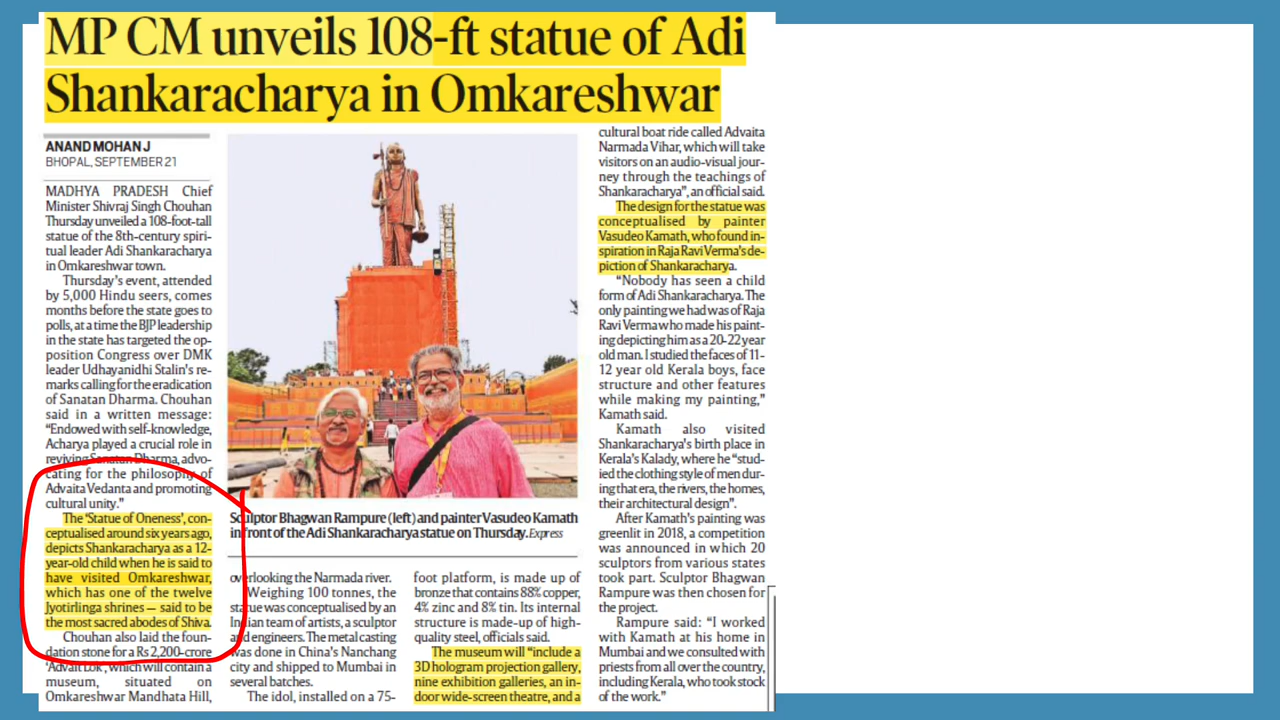 MP CM unveils 108-ft statue of Adi
Shankaracharya in Omkareshwar
ANAND MOHAN J
BHOPAL, SEPTEMBER 21
MADHYA PRADESH Chief
Minister Shivraj Singh Chouhan
Thursday unveiled a 108-foot-tall
statue of the 8th-century spiri-
tual leader Adi Shankaracharya
in Omkareshwar town.
Thursday's event, attended
by 5,000 Hindu seers, comes
months before the state goes to
polls, at a time the BJP leadership
in the state has targeted the op-
position Congress over DMK
leader Udhayanidhi Stalin's re-
marks calling for the eradication
of Sanatan Dharma. Chouhan
said in a written message:
"Endowed with self-knowledge,
Acharya played a crucial role in
reviving Sanatan Dharma, advo-
cating for the philosophy of
Advaita Vedanta and promoting
cultural unity."
The 'Statue of Oneness', con-
ceptualised around six years ago,
depicts Shankaracharya as a 12-
year-old child when he is said to
have visited Omkareshwar,
which has one of the twelve
Jyotirlinga shrines — said to be
the most sacred abodes of Shiva.
Chouhan also laid the foun-
dation stone for a Rs 2,200-crore
'Advait Lok', which will contain a
museum, situated on
Omkareshwar Mandhata Hill,
Sculptor Bhagwan Rampure (left) and painter Vasudeo Kamath
in front of the Adi Shankaracharya statue on Thursday. Express
overlooking the Narmada river.
Weighing 100 tonnes, the
statue was conceptualised by an
Indian team of artists, a sculptor
and engineers. The metal casting
was done in China's Nanchang
city and shipped to Mumbai in
several batches.
The idol, installed on a 75-
foot platform, is made up of
bronze that contains 88% copper,
4% zinc and 8% tin. Its internal
structure is made-up of high-
quality steel, officials said.
The museum will "include a
3D hologram projection gallery,
nine exhibition galleries, an in-
door wide-screen theatre, and a
cultural boat ride called Advaita
Narmada Vihar, which will take
visitors on an audio-visual jour-
ney through the teachings of
Shankaracharya", an official said.
The design for the statue was
conceptualised by painter
Vasudeo Kamath, who found in-
spiration in Raja Ravi Verma's de-
piction of Shankaracharya.
"Nobody has seen a child
form of Adi Shankaracharya. The
only painting we had was of Raja
Ravi Verma who made his paint-
ing depicting him as a 20-22 year
old man. I studied the faces of 11-
12 year old Kerala boys, face
structure and other features
while making my painting,"
Kamath said.
Kamath also visited
Shankaracharya's birth place in
Kerala's Kalady, where he "stud-
ied the clothing style of men dur-
ing that era, the rivers, the homes,
their architectural design".
After Kamath's painting was
greenlit in 2018, a competition
was announced in which 20
sculptors from various states
took part. Sculptor Bhagwan
Rampure was then chosen for
the project.
Rampure said: "I worked
with Kamath at his home in
Mumbai and we consulted with
priests from all over the country,
including Kerala, who took stock
of the work."